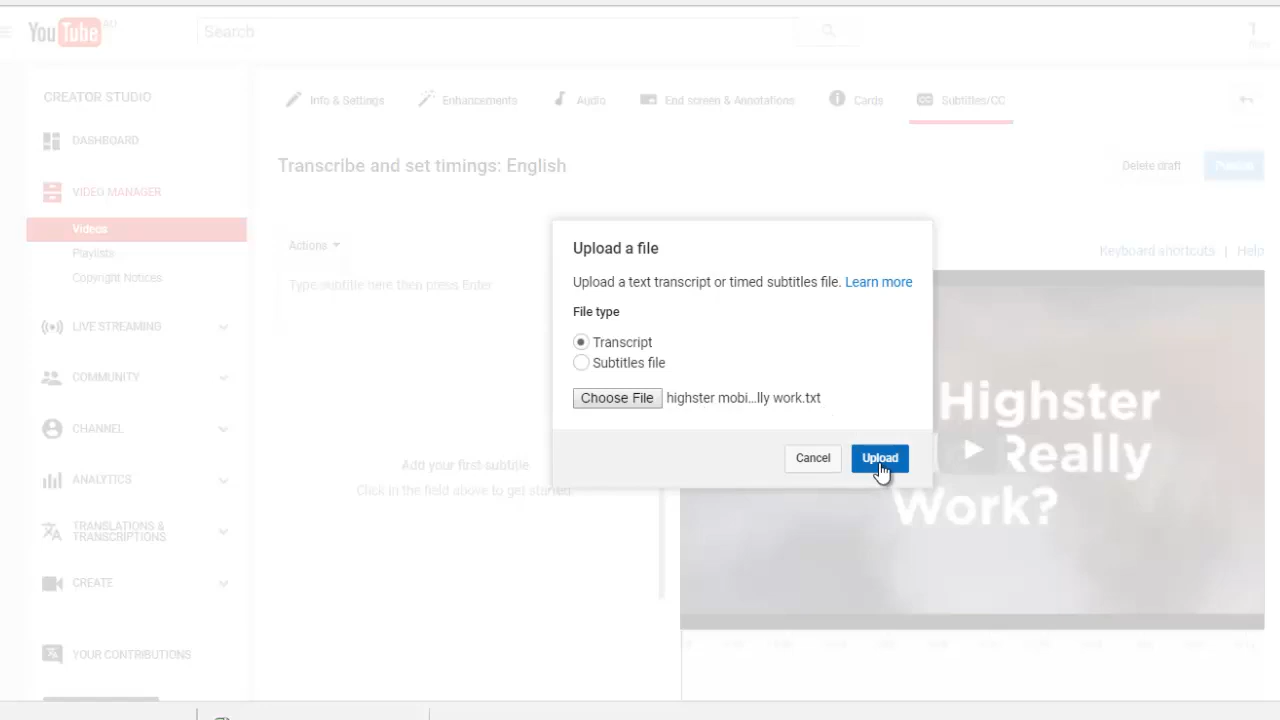 YouTube AU
Search
CREATOR STUDIO
DASHBOARD
VIDEO MANAGER
Videos
Playlists
Copyright Notices
LIVE STREAMING
COMMUNITY
CHANNEL
ANALYTICS
TRANSLATIONS &
TRANSCRIPTIONS
CREATE
YOUR CONTRIBUTIONS
Info & Settings
Enhancements
Audio
End screen & Annotations
Cards
Subtitles/CC
Transcribe and set timings: English
Delete draft
Publish
Actions
Keyboard shortcuts | Help
Type subtitle here then press Enter
Add your first subtitle
Click in the field above to get started
Upload a file
Upload a text transcript or timed subtitles file. Learn more
File type
Transcript
Subtitles file
Choose File highster mobi...lly work.txt
Cancel
Upload
Highster
Really
Work?